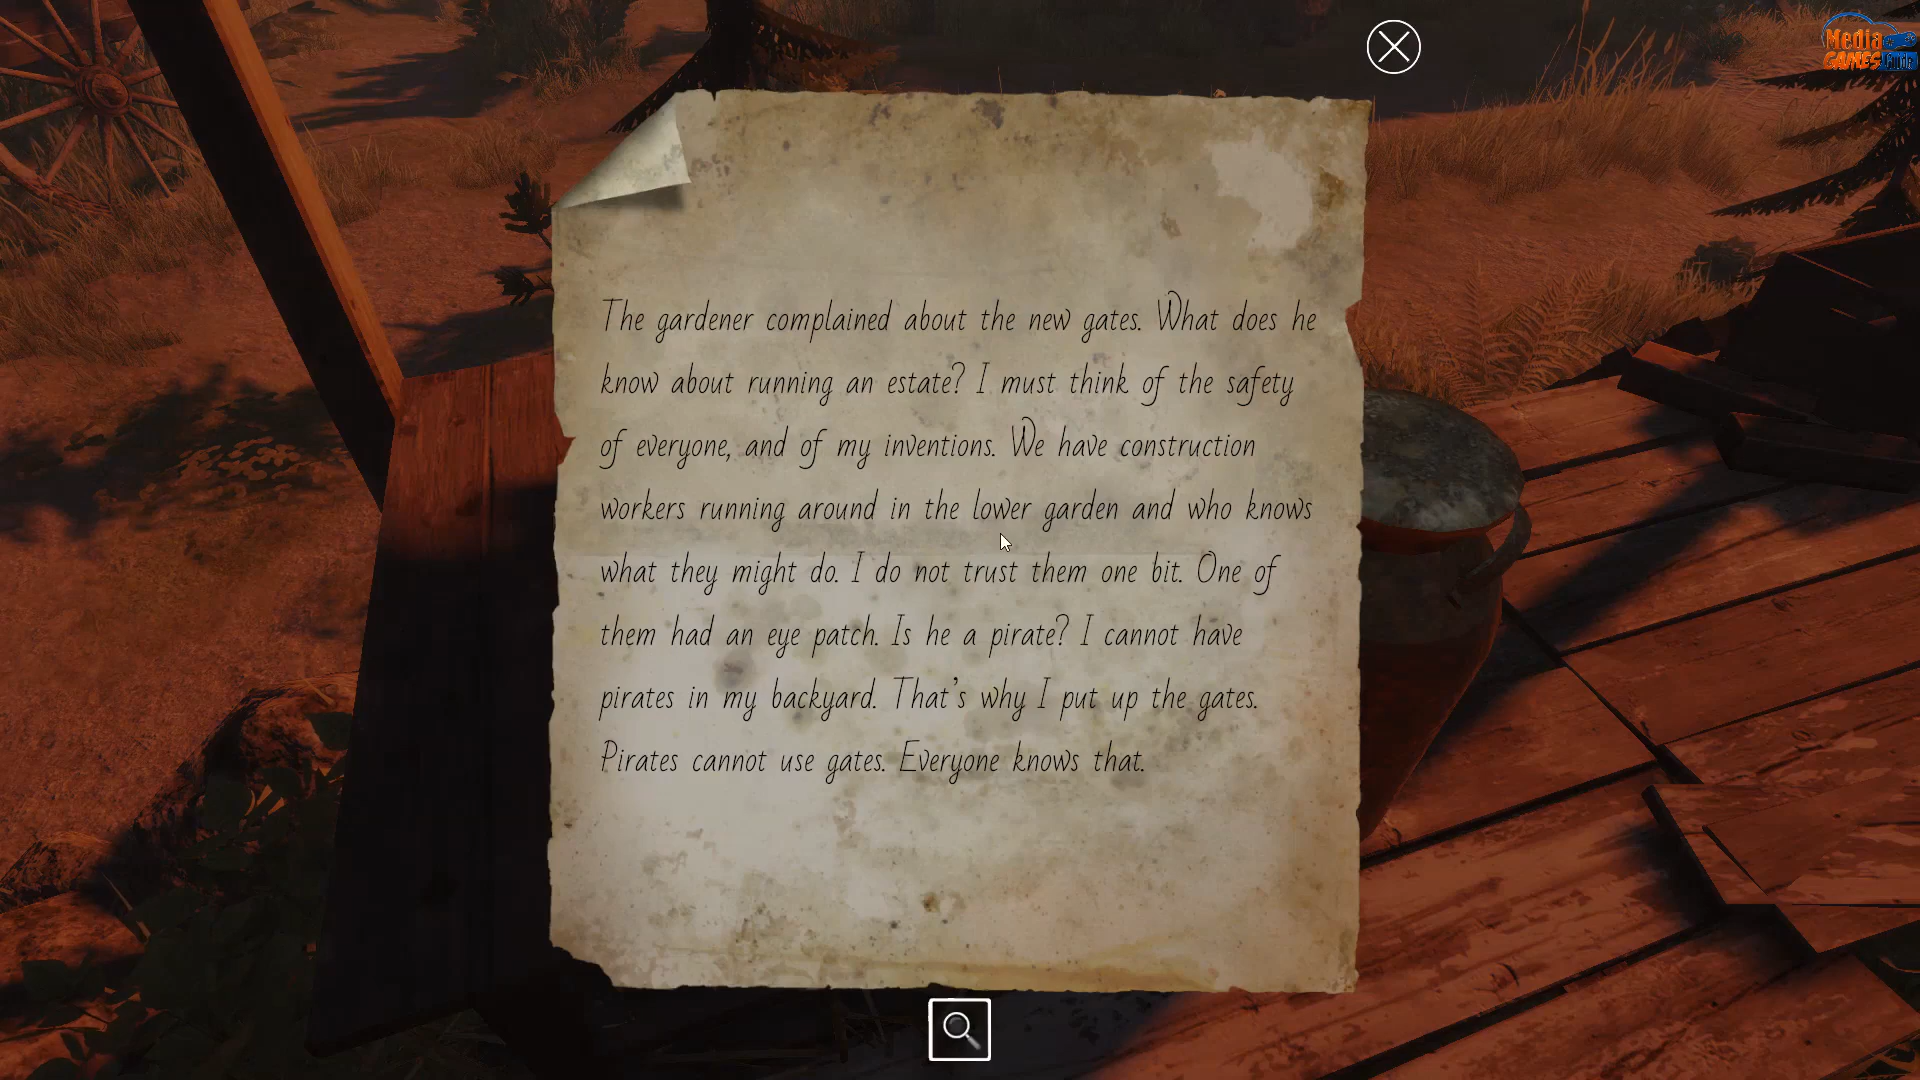 Media
GAMES Guide
The gardener complained about the new gates. What does he
know about running an estate? I must think of the safety
of everyone, and of my inventions. We have construction
workers running around in the lower garden and who knows
what they might do. I do not trust them one bit. One of
them had an eye patch. Is he a pirate? I cannot have
pirates in my backyard. That's why I put up the gates.
Pirates cannot use gates. Everyone knows that.